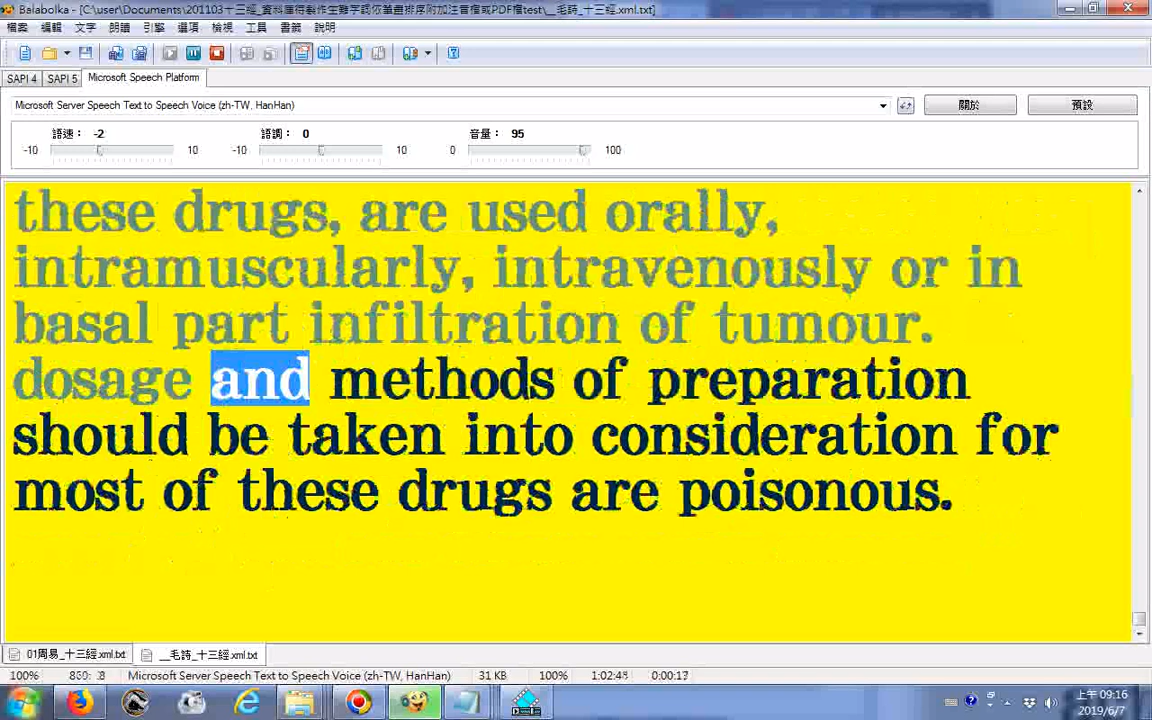 Balabolka - [C:\user\Documents\201103十三經_資料庫待製作生難字詞依筆畫排序附加注音檔或PDF檔test\__毛詩_十三經.xml.txt]
檔案 編輯 文字 朗讀 引擎 選項 檢視 工具 書籤 說明
SAPI 4 SAPI 5 Microsoft Speech Platform
Microsoft Server Speech Text to Speech Voice (zh-TW, HanHan) 關於 預設
語速： -2 語調： 0 音量： 95
-10 10 -10 10 0 100
these drugs, are used orally,
intramuscularly, intravenously or in
basal part infiltration of tumour.
dosage and methods of preparation
should be taken into consideration for
most of these drugs are poisonous.
01周易_十三經.xml.txt __毛詩_十三經.xml.txt
100% Microsoft Server Speech Text to Speech Voice (zh-TW, HanHan) 31 KB 100%
上午 09:16
2019/6/7